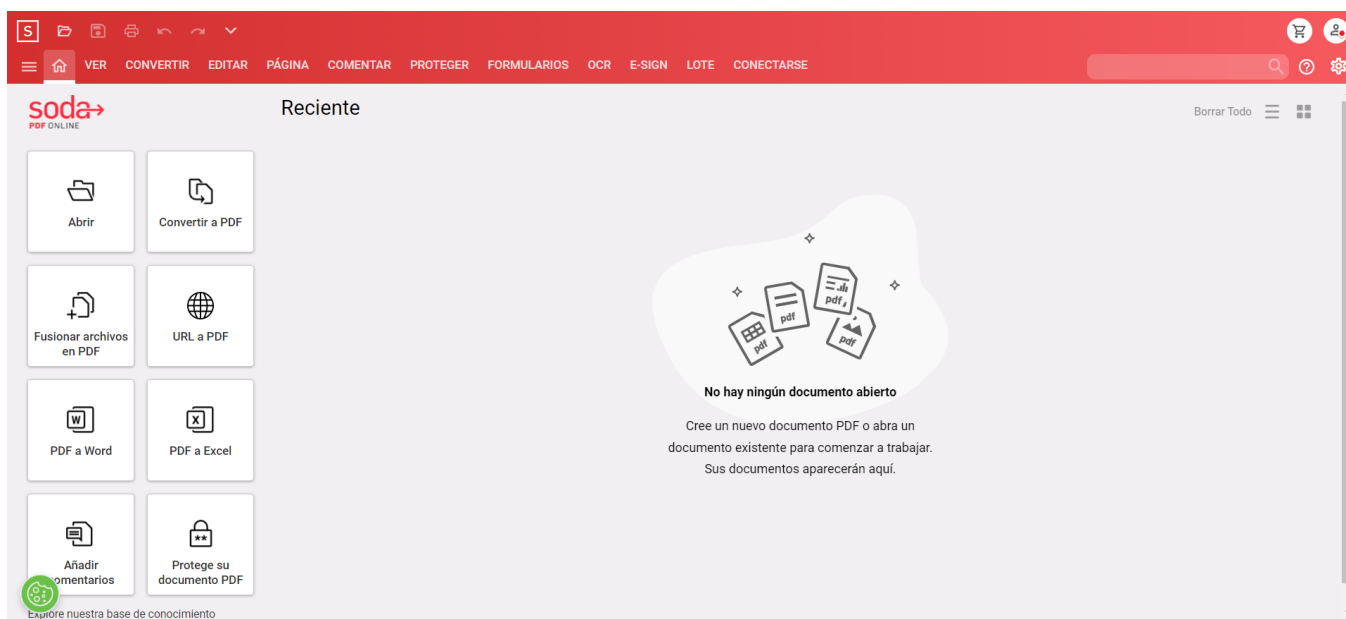 S
VER CONVERTIR EDITAR PÁGINA COMENTAR PROTEGER FORMULARIOS OCR E-SIGN LOTE CONECTARSE
soda
PDF ONLINE
Reciente
Borrar Todo
Abrir
Convertir a PDF
Fusionar archivos
en PDF
URL a PDF
W
PDF a Word
X
PDF a Excel
Añadir
comentarios
**
Protege su
documento PDF
Explore nuestra base de conocimiento
pdf
pdf
pdf
pdf
No hay ningún documento abierto
Cree un nuevo documento PDF o abra un
documento existente para comenzar a trabajar.
Sus documentos aparecerán aquí.